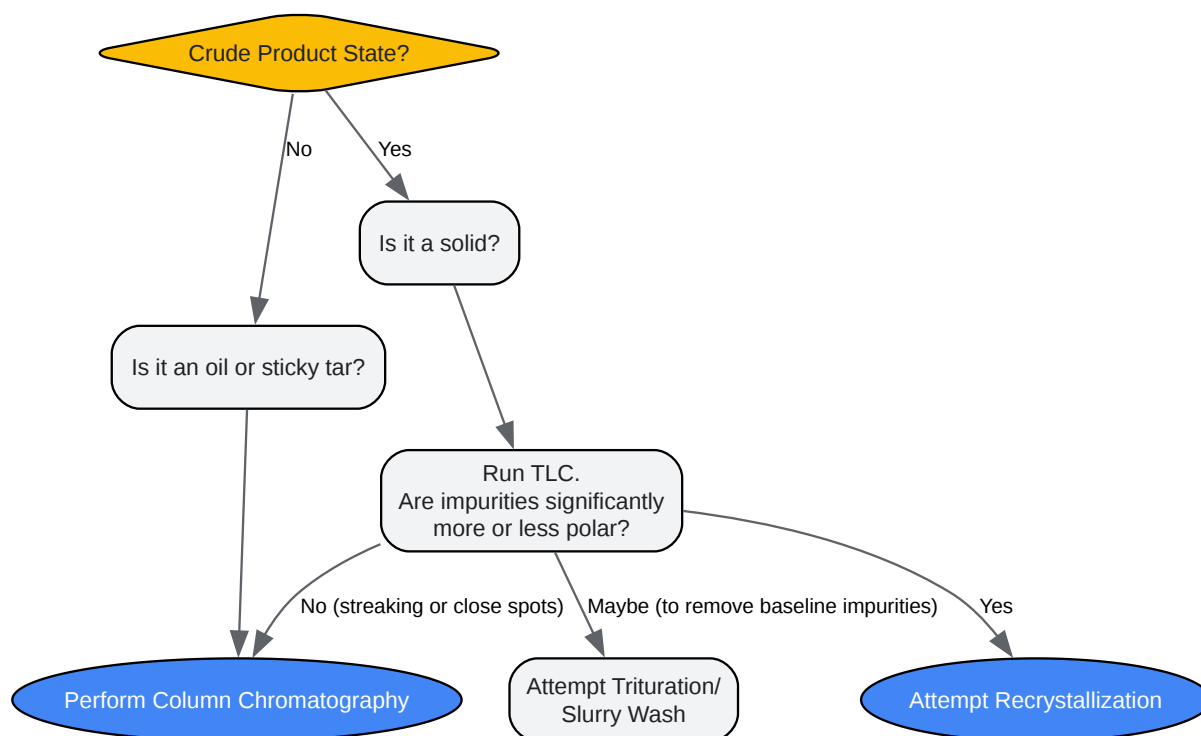 Crude Product State?
No
Yes
Is it a solid?
Is it an oil or sticky tar?
Run TLC.
Are impurities significantly
more or less polar?
No (streaking or close spots)
Maybe (to remove baseline impurities)
Yes
Perform Column Chromatography
Attempt Trituration/
Slurry Wash
Attempt Recrystallization